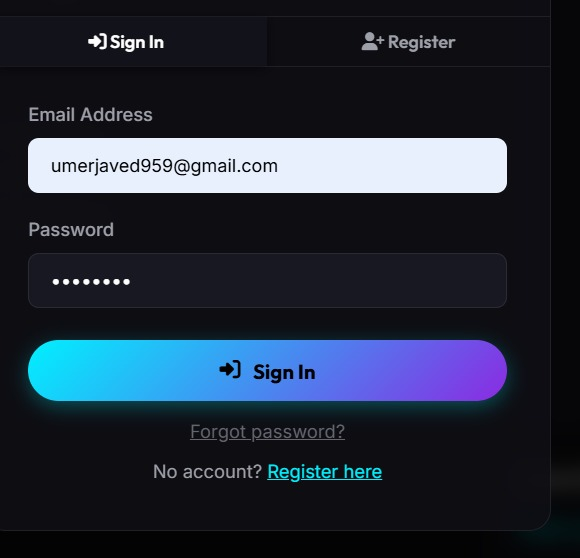 Sign In
Register
Email Address
umerjaved959@gmail.com
Password
••••••••
Sign In
Forgot password?
No account? Register here